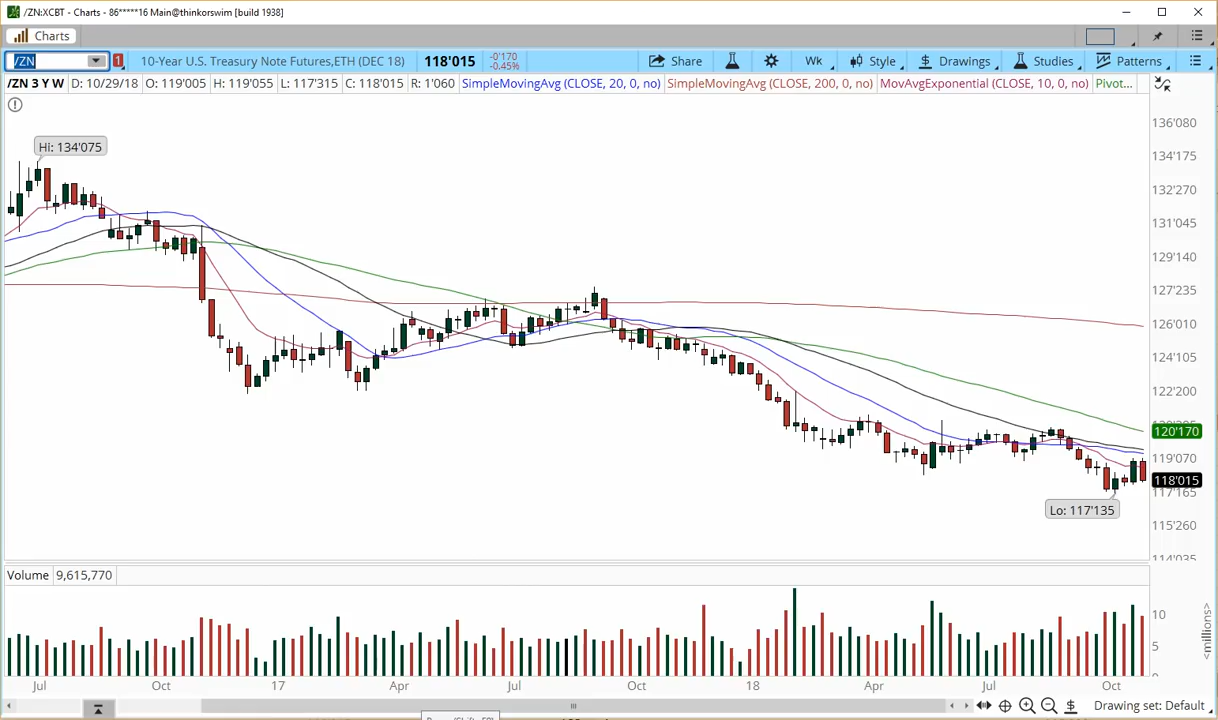 /ZN:XCBT - Charts - 86*****16 Main@thinkorswim [build 1938]
Charts
/ZN 1 10-Year U.S. Treasury Note Futures,ETH (DEC 18) 118'015 -0'170 -0.45% Share Wk Style $ Drawings Studies Patterns
/ZN 3 Y W D: 10/29/18 O: 119'005 H: 119'055 L: 117'315 C: 118'015 R: 1'060 SimpleMovingAvg (CLOSE, 20, 0, no) SimpleMovingAvg (CLOSE, 200, 0, no) MovAvgExponential (CLOSE, 10, 0, no) Pivot...
136'080
Hi: 134'075
134'175
132'270
131'045
129'140
127'235
126'010
124'105
122'200
120'170
119'070
118'015
117'165
Lo: 117'135
115'260
114'035
Volume 9,615,770
10
5
<millions>
Jul Oct 17 Apr Jul Oct 18 Apr Jul Oct
Drawing set: Default